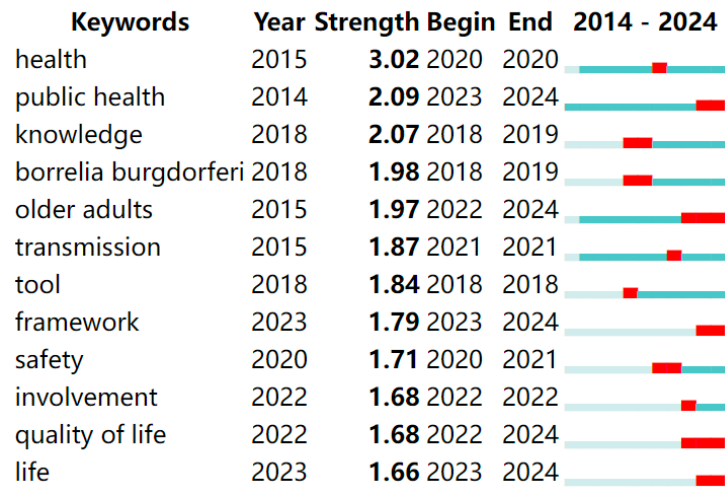 Keywords Year Strength Begin End 2014 - 2024
health 2015 3.02 2020 2020
public health 2014 2.09 2023 2024
knowledge 2018 2.07 2018 2019
borrelia burgdorferi 2018 1.98 2018 2019
older adults 2015 1.97 2022 2024
transmission 2015 1.87 2021 2021
tool 2018 1.84 2018 2018
framework 2023 1.79 2023 2024
safety 2020 1.71 2020 2021
involvement 2022 1.68 2022 2022
quality of life 2022 1.68 2022 2024
life 2023 1.66 2023 2024